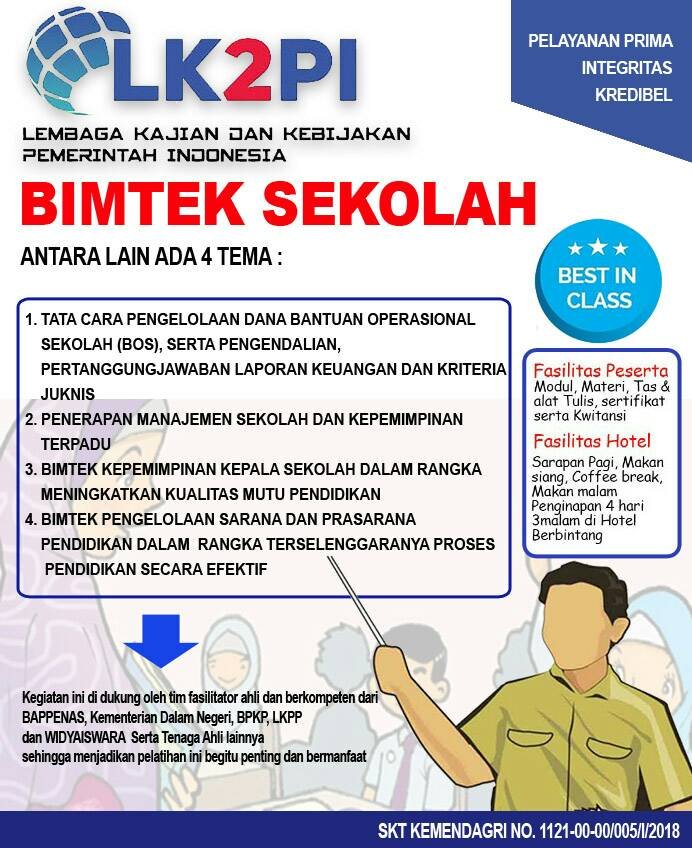 LK2PI
LEMBAGA KAJIAN DAN KEBIJAKAN
PEMERINTAH INDONESIA
PELAYANAN PRIMA
INTEGRITAS
KREDIBEL
BIMTEK SEKOLAH
ANTARA LAIN ADA 4 TEMA :
★★★
BEST IN
CLASS
1. TATA CARA PENGELOLAAN DANA BANTUAN OPERASIONAL
SEKOLAH (BOS), SERTA PENGENDALIAN,
PERTANGGUNGJAWABAN LAPORAN KEUANGAN DAN KRITERIA
JUKNIS
2. PENERAPAN MANAJEMEN SEKOLAH DAN KEPEMIMPINAN
TERPADU
3. BIMTEK KEPEMIMPINAN KEPALA SEKOLAH DALAM RANGKA
MENINGKATKAN KUALITAS MUTU PENDIDIKAN
4. BIMTEK PENGELOLAAN SARANA DAN PRASARANA
PENDIDIKAN DALAM RANGKA TERSELENGGARANYA PROSES
PENDIDIKAN SECARA EFEKTIF
Fasilitas Peserta
Modul, Materi, Tas &
alat Tulis, sertifikat
serta Kwitansi
Fasilitas Hotel
Sarapan Pagi, Makan
siang, Coffee break,
Makan malam
Penginapan 4 hari
3malam di Hotel
Berbintang
Kegiatan ini di dukung oleh tim fasilitator ahli dan berkompeten dari
BAPPENAS, Kementerian Dalam Negeri, BPKP, LKPP
dan WIDYAISWARA Serta Tenaga Ahli lainnya
sehingga menjadikan pelatihan ini begitu penting dan bermanfaat
SKT KEMENDAGRI NO. 1121-00-00/005/I/2018